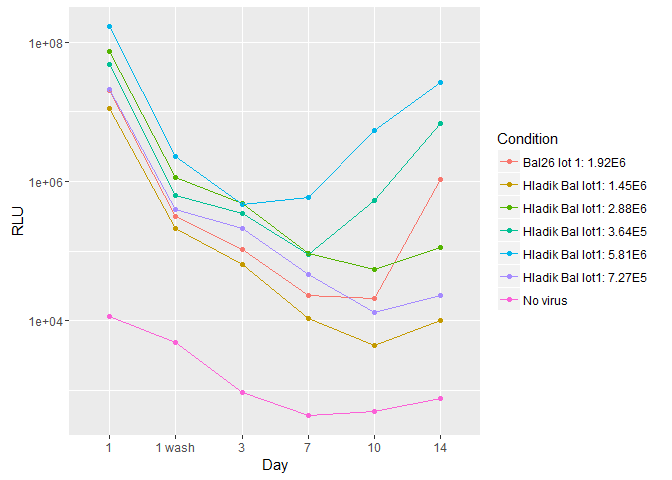 1e+08
1e+06
1e+04
RLU
1
1 wash
3
7
10
14
Day
Condition
Bal26 lot 1: 1.92E6
Hladik Bal lot1: 1.45E6
Hladik Bal lot1: 2.88E6
Hladik Bal lot1: 3.64E5
Hladik Bal lot1: 5.81E6
Hladik Bal lot1: 7.27E5
No virus